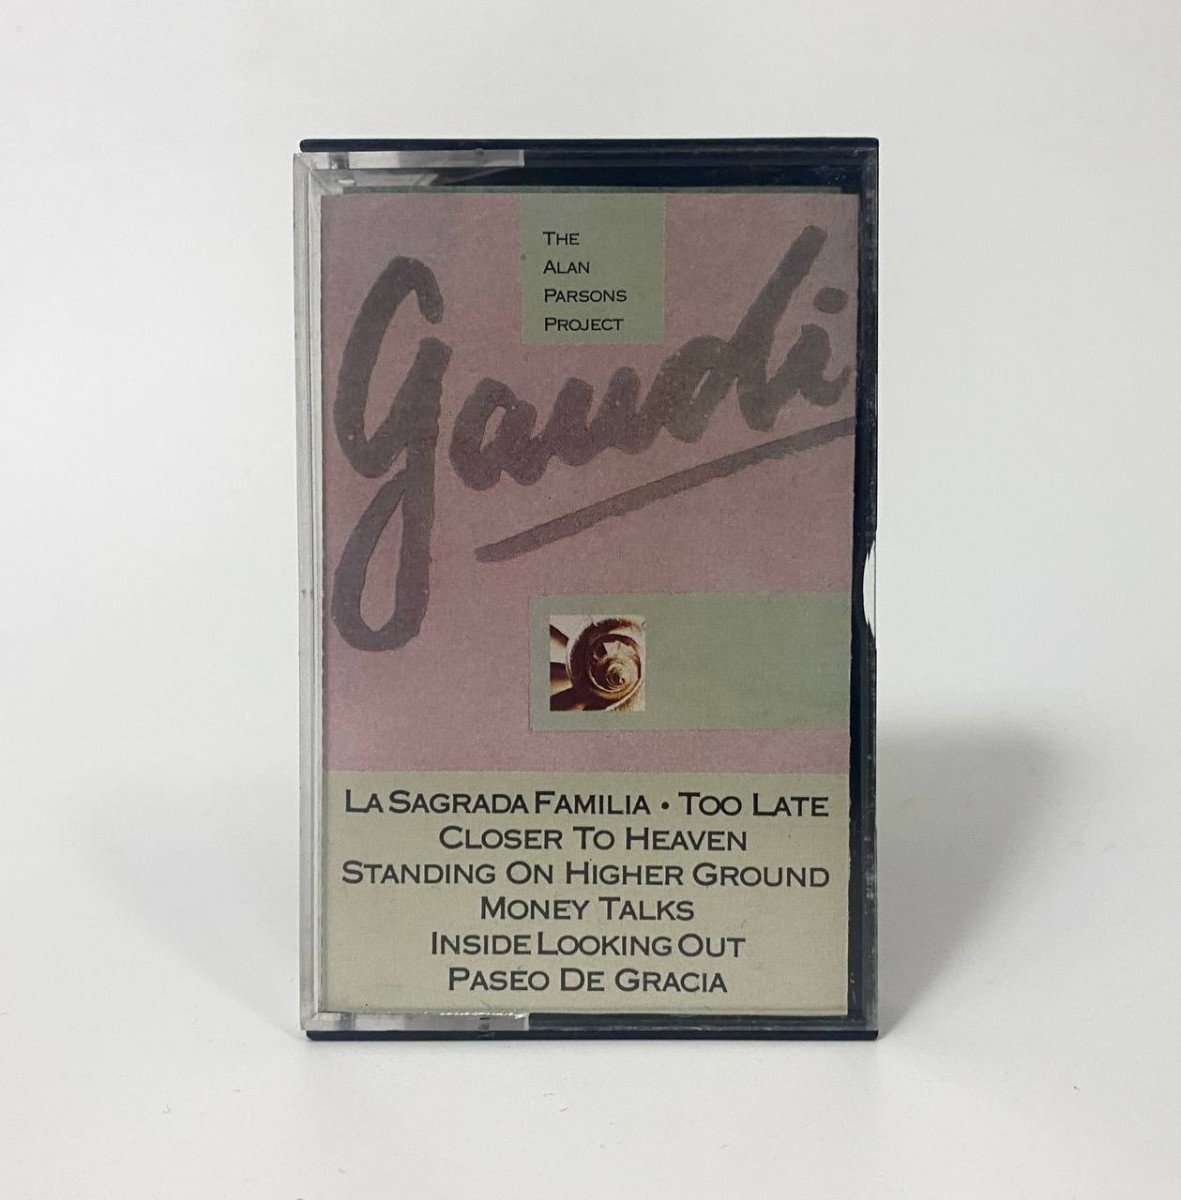 THE
ALAN
PARSONS
PROJECT
gaudi
LA SAGRADA FAMILIA • TOO LATE
CLOSER TO HEAVEN
STANDING ON HIGHER GROUND
MONEY TALKS
INSIDE LOOKING OUT
PASÉO DE GRACIA